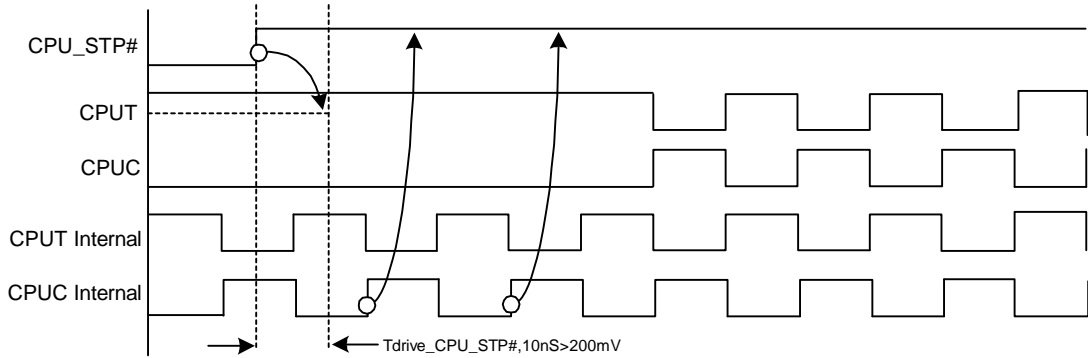 CPU_STP#
CPUT
CPUC
CPUT Internal
CPUC Internal
Tdrive_CPU_STP#,10nS>200mV